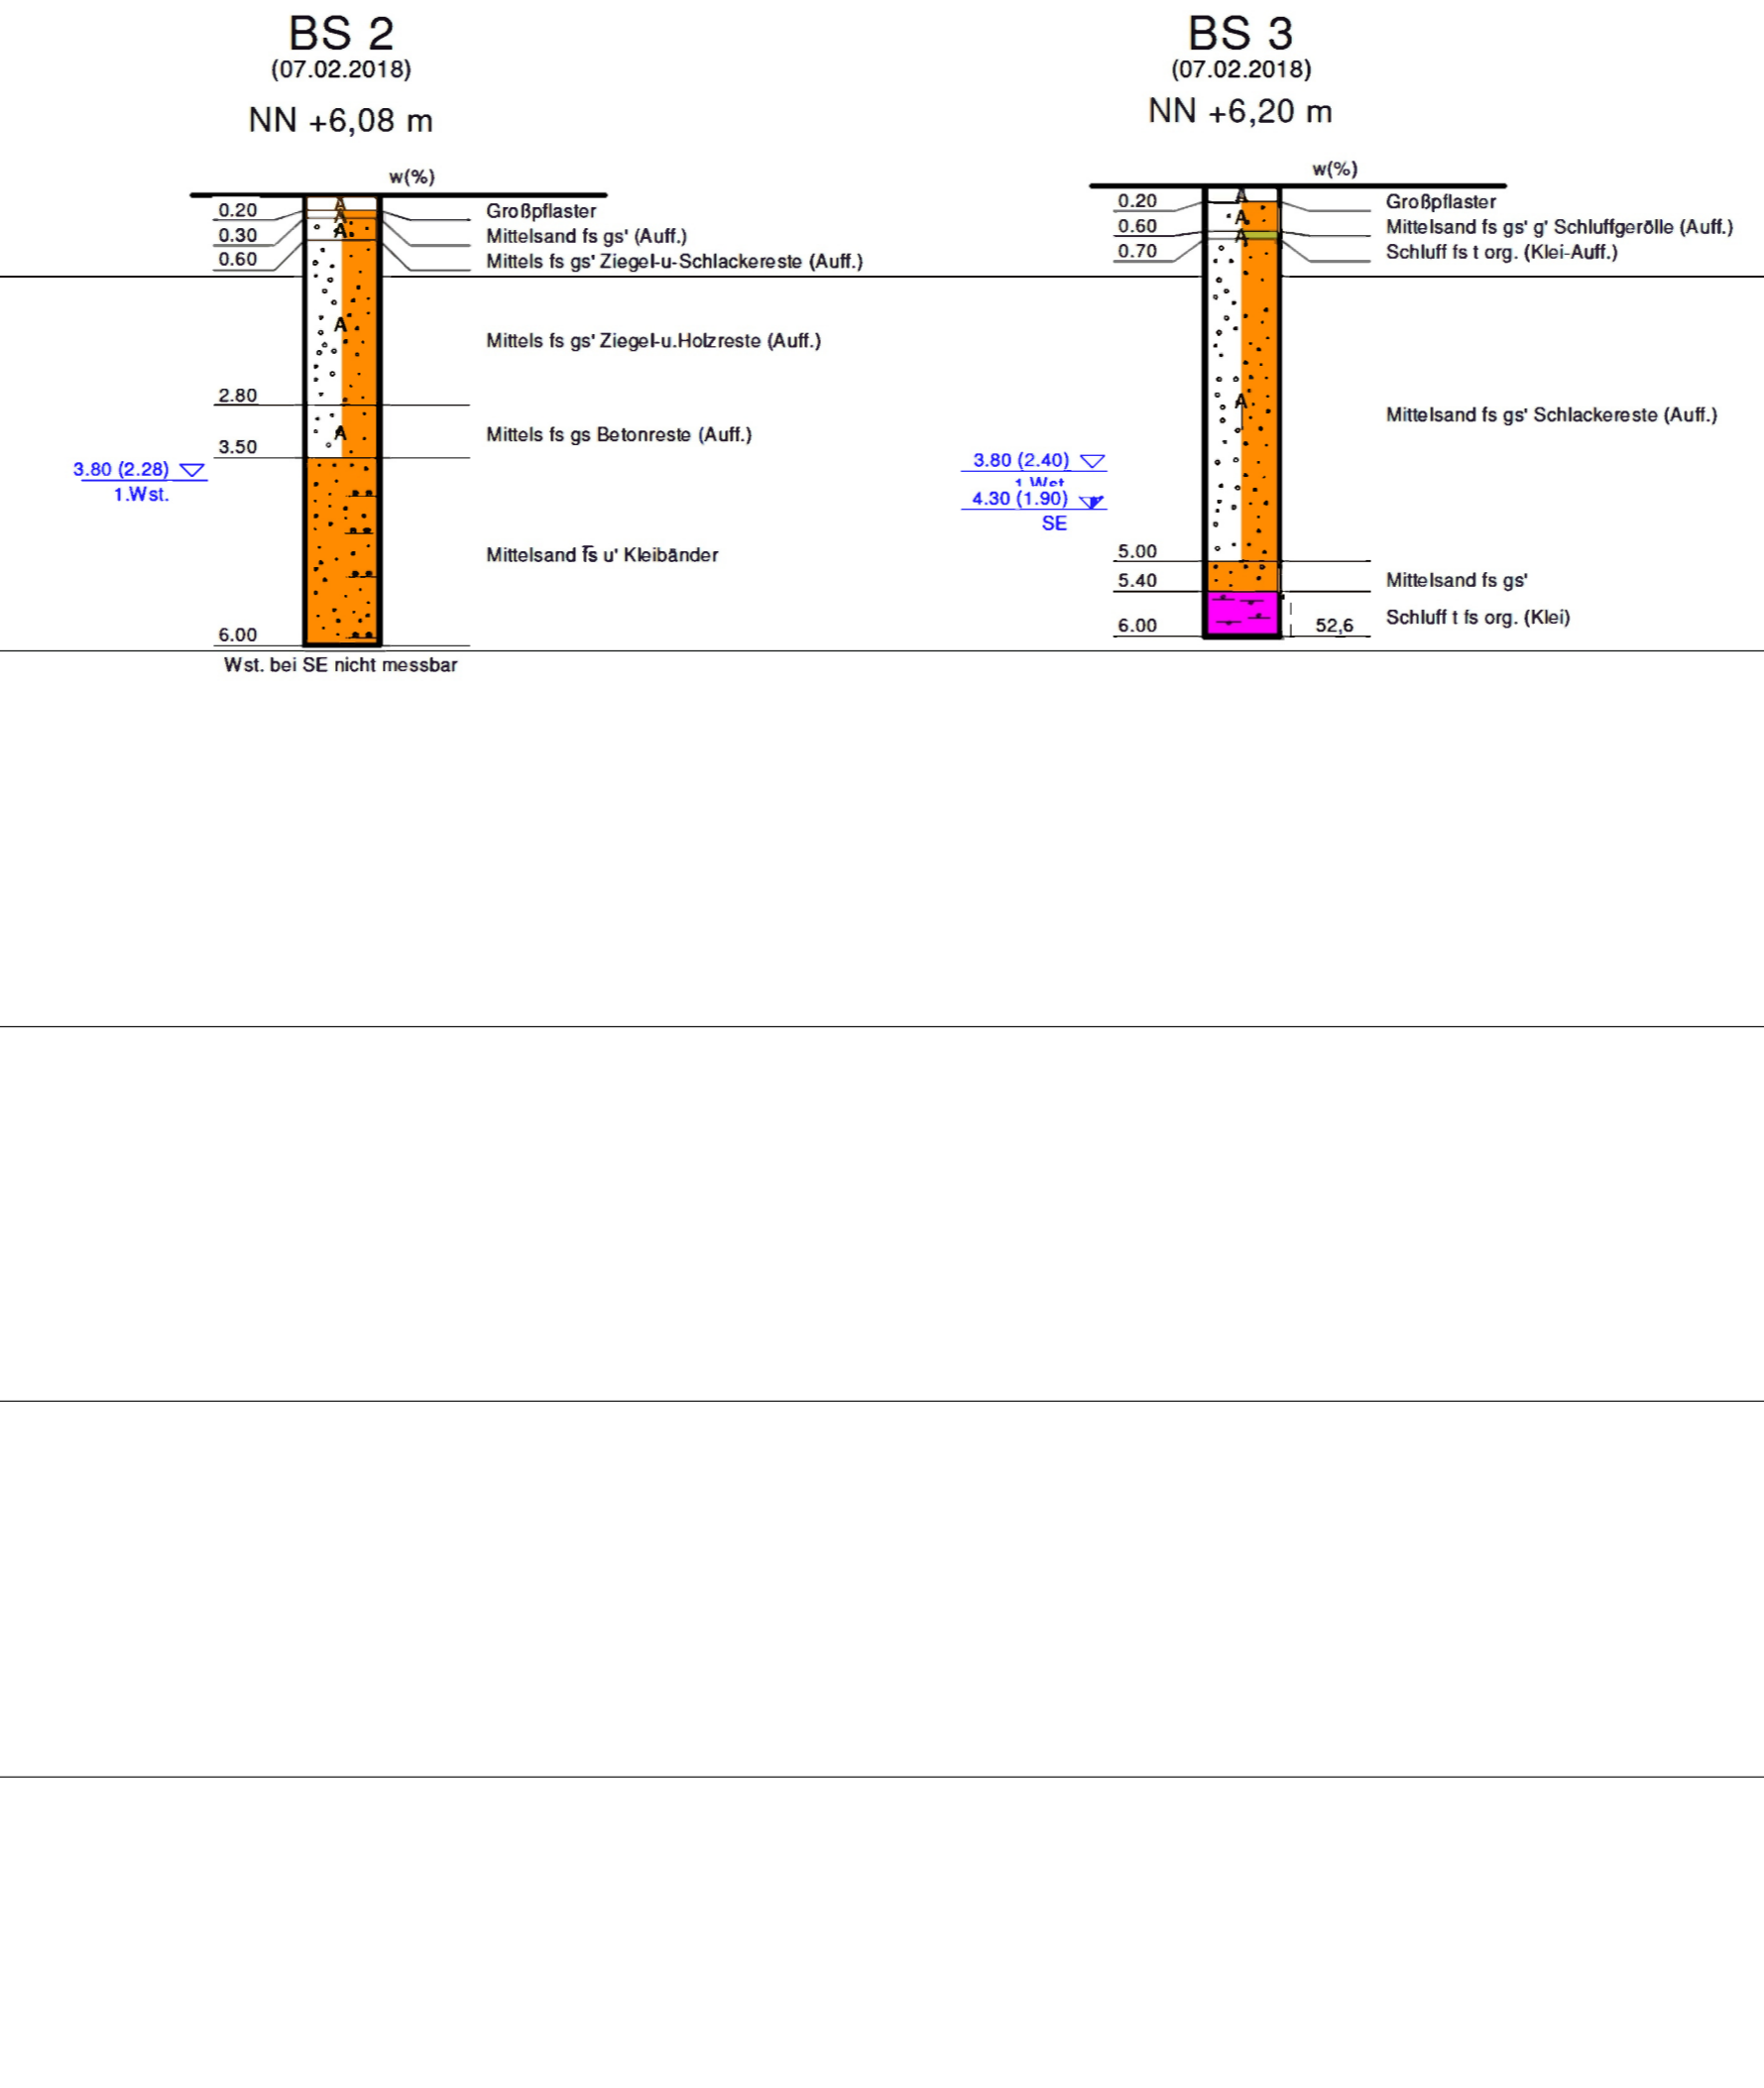 BS 2
(07.02.2018)
NN +6,08 m
w(%)
0.20
Großpflaster
0.30
Mittelsand fs gs' (Auff.)
0.60
Mittels fs gs' Ziegel-u-Schlackereste (Auff.)
A
A
A
A
Mittels fs gs' Ziegel-u.Holzreste (Auff.)
2.80
A
Mittels fs gs Betonreste (Auff.)
3.50
3.80 (2.28)
1.Wst.
Mittelsand f̅s u' Kleibänder
6.00
Wst. bei SE nicht messbar
BS 3
(07.02.2018)
NN +6,20 m
w(%)
0.20
Großpflaster
0.60
Mittelsand fs gs' g' Schluffgerölle (Auff.)
0.70
Schluff fs t org. (Klei-Auff.)
A
A
A
A
Mittelsand fs gs' Schlackereste (Auff.)
3.80 (2.40)
1.Wst
4.30 (1.90)
SE
5.00
5.40
Mittelsand fs gs'
Schluff t fs org. (Klei)
6.00
52,6